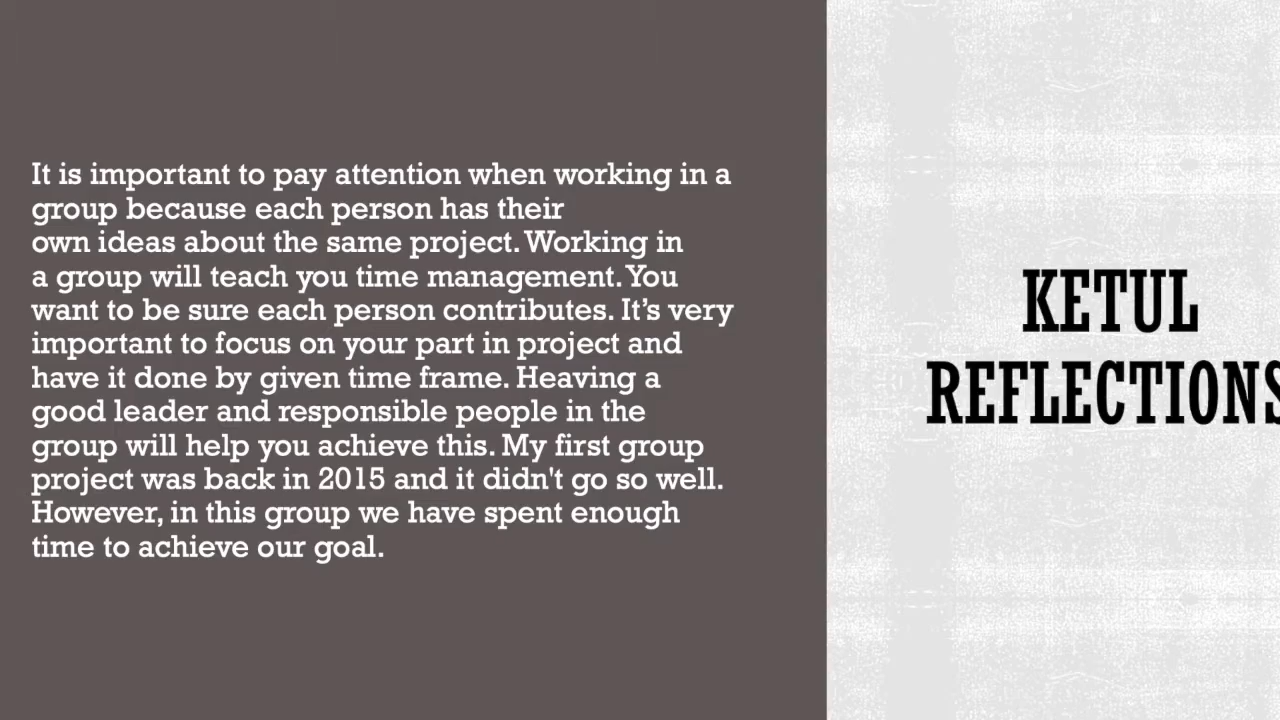 It is important to pay attention when working in a
group because each person has their
own ideas about the same project. Working in
a group will teach you time management. You
want to be sure each person contributes. It’s very
important to focus on your part in project and
have it done by given time frame. Heaving a
good leader and responsible people in the
group will help you achieve this. My first group
project was back in 2015 and it didn't go so well.
However, in this group we have spent enough
time to achieve our goal.
KETUL
REFLECTIONS